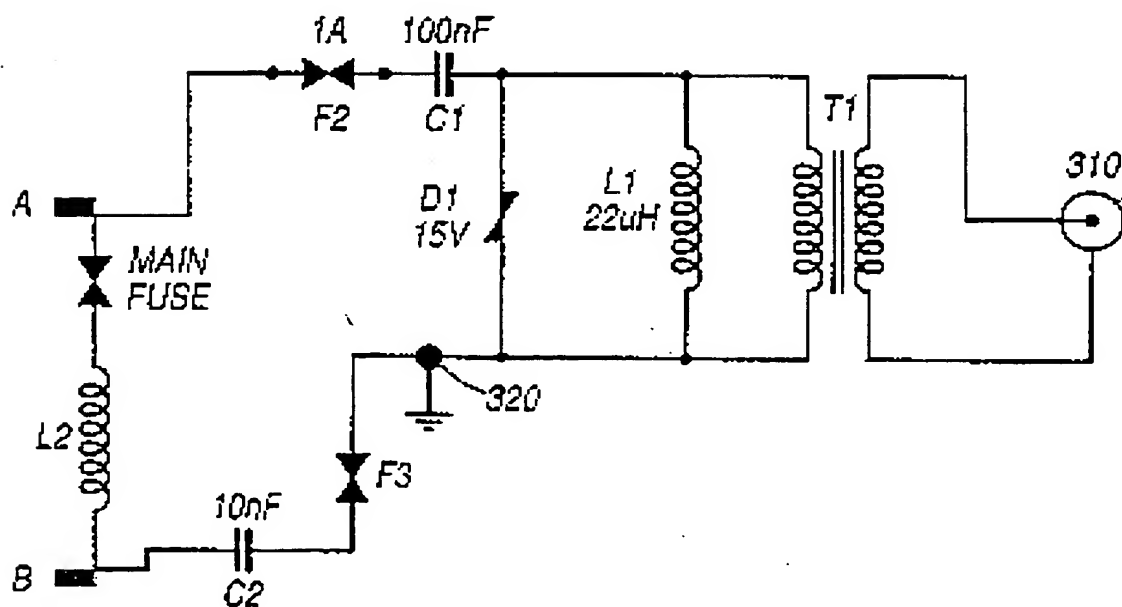 1A
100nF
F2
C1
T1
310
A
D1
15V
L1
22uH
MAIN
FUSE
320
L2
F3
10nF
B
C2